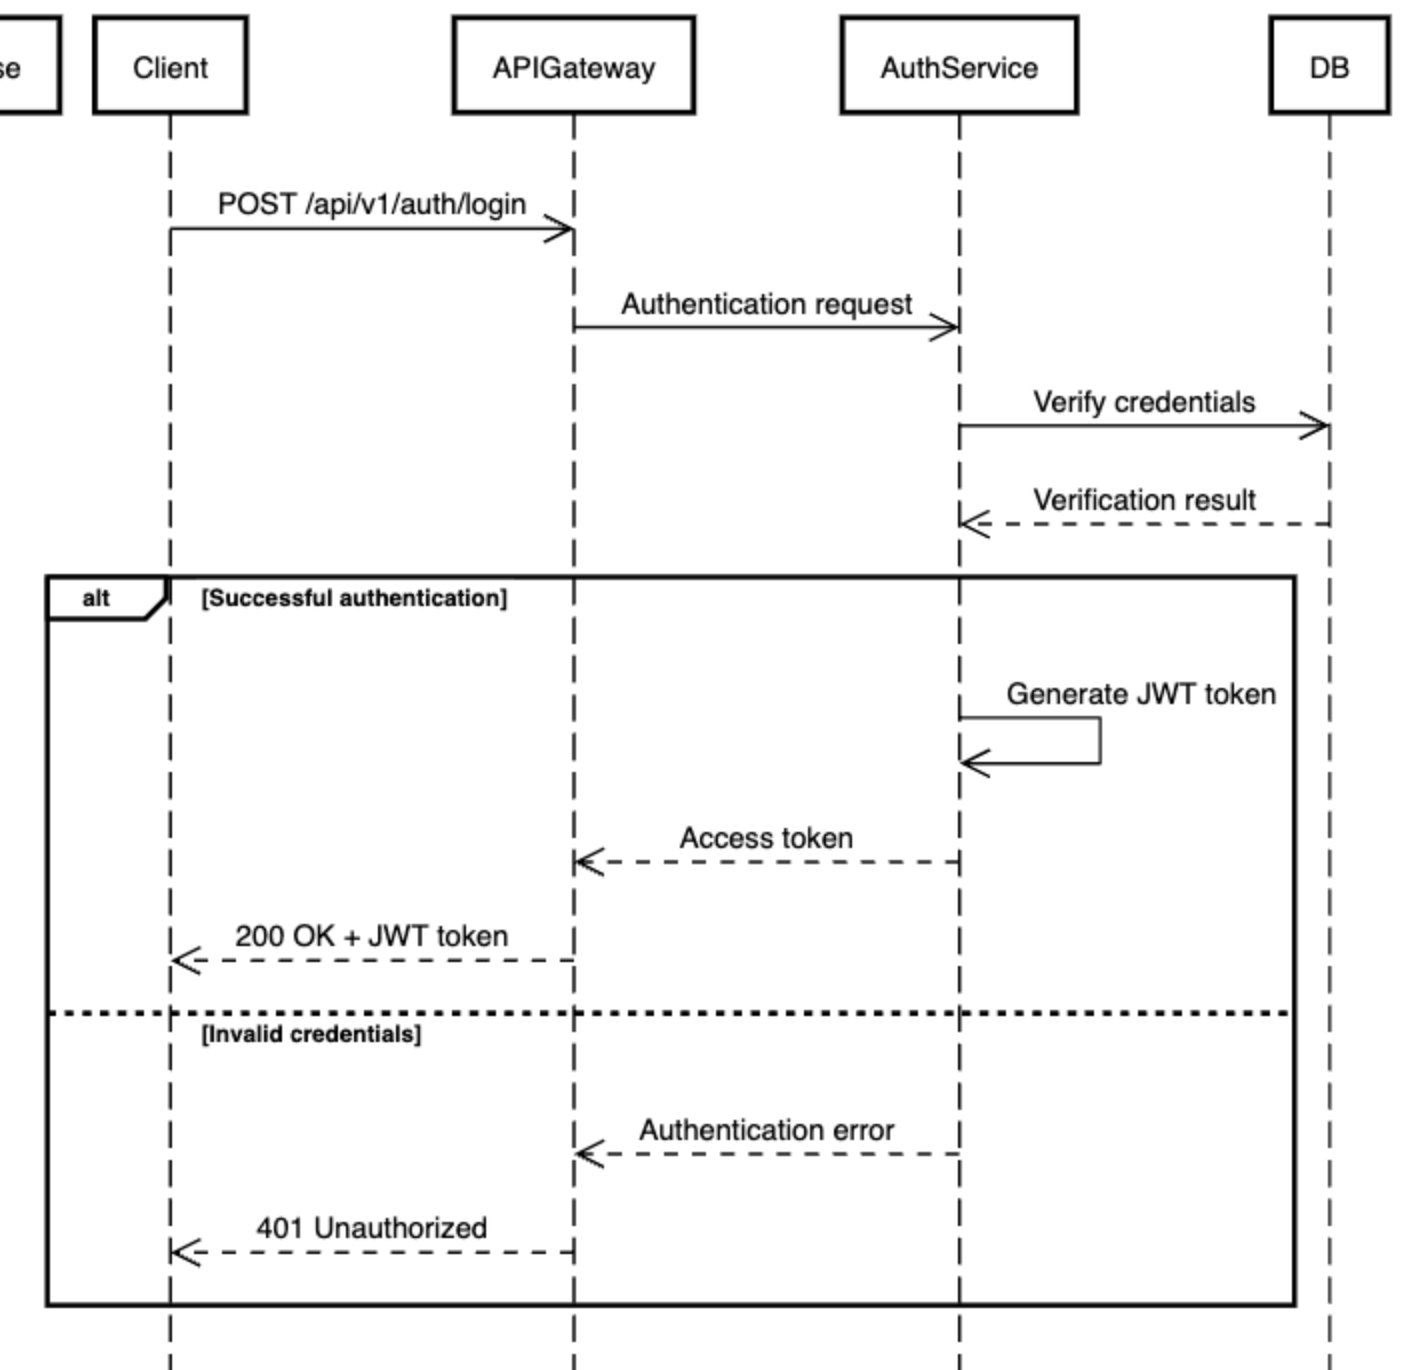 se
Client
APIGateway
AuthService
DB
POST /api/v1/auth/login
Authentication request
Verify credentials
Verification result
alt
[Successful authentication]
Generate JWT token
Access token
200 OK + JWT token
[Invalid credentials]
Authentication error
401 Unauthorized